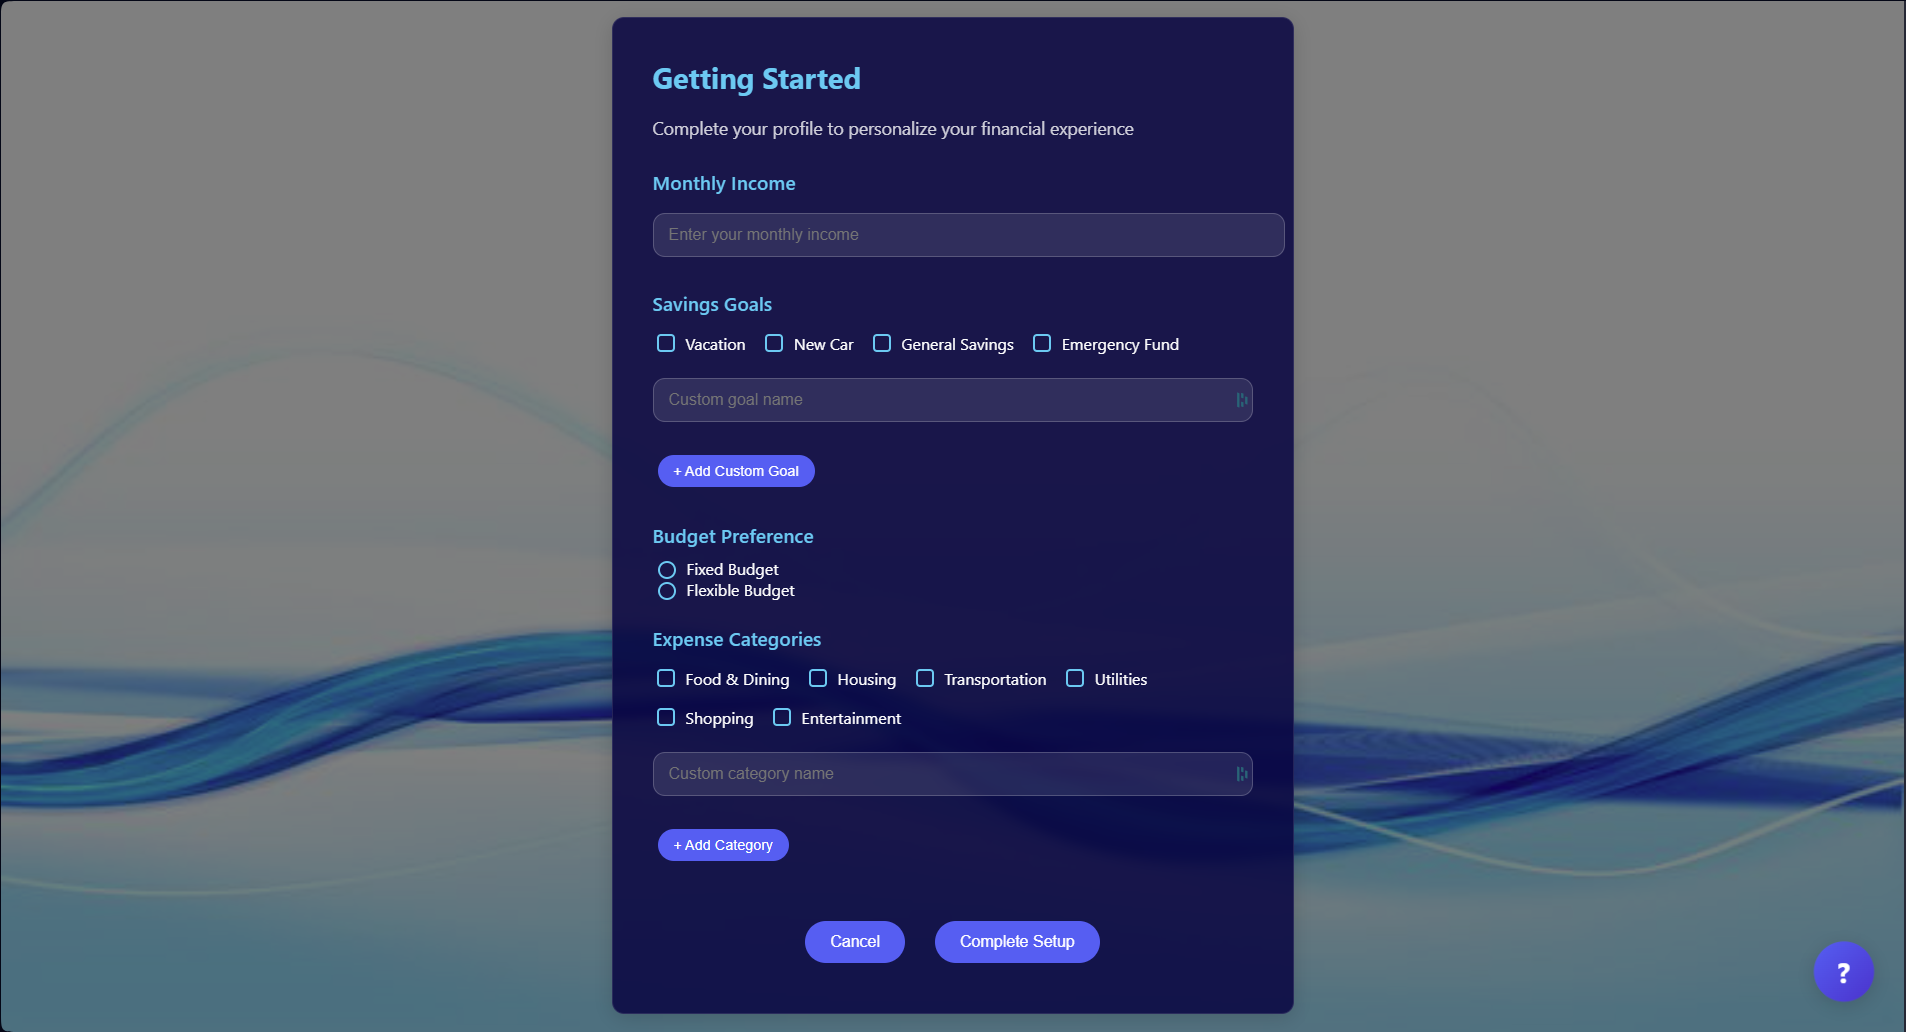 Getting Started
Complete your profile to personalize your financial experience
Monthly Income
Enter your monthly income
Savings Goals
Vacation New Car General Savings Emergency Fund
Custom goal name
+ Add Custom Goal
Budget Preference
Fixed Budget
Flexible Budget
Expense Categories
Food & Dining Housing Transportation Utilities
Shopping Entertainment
Custom category name
+ Add Category
Cancel Complete Setup
?